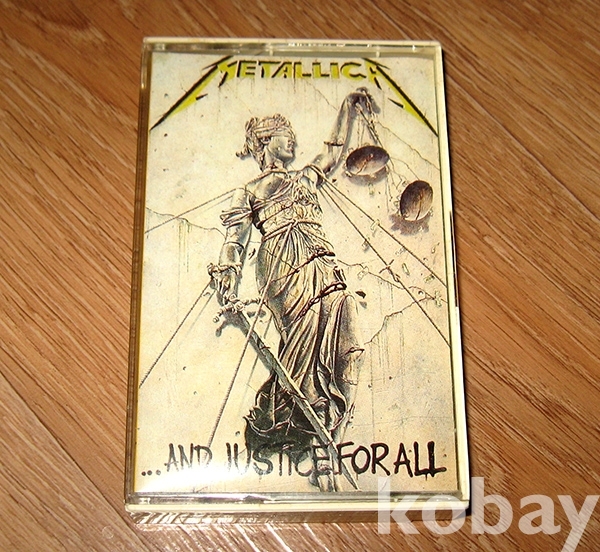 METALLICA
...AND JUSTICE FOR ALL
kobay